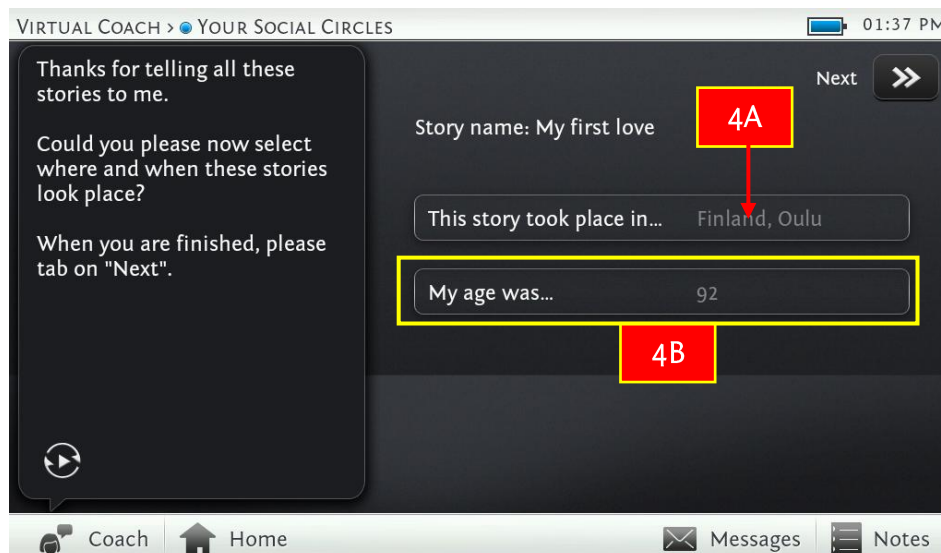 VIRTUAL COACH > YOUR SOCIAL CIRCLES
01:37 PM
Thanks for telling all these
stories to me.
Could you please now select
where and when these stories
look place?
When you are finished, please
tab on "Next".
Next
Story name: My first love
4A
This story took place in... Finland, Oulu
My age was... 92
4B
Coach
Home
Messages
Notes